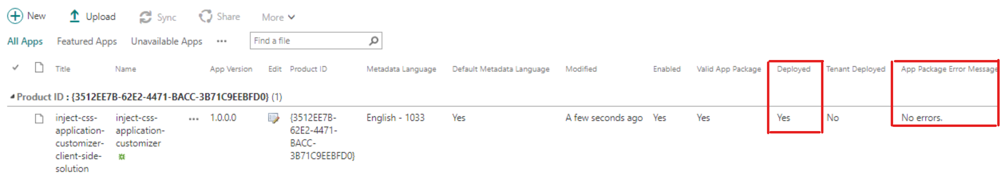 New Upload Sync Share More
All Apps Featured Apps Unavailable Apps ... Find a file
Title Name App Version Edit Product ID Metadata Language Default Metadata Language Modified Enabled Valid App Package Deployed Tenant Deployed App Package Error Message
Product ID : {3512EE7B-62E2-4471-BACC-3B71C9EEBFD0} (1)
inject-css- inject-css- ... 1.0.0.0 {3512EE7B- English - 1033 Yes A few seconds ago Yes Yes Yes No No errors.
application- application- 62E2-4471-
customizer- customizer BACC-
client-side- 3B71C9EEBFD0}
solution